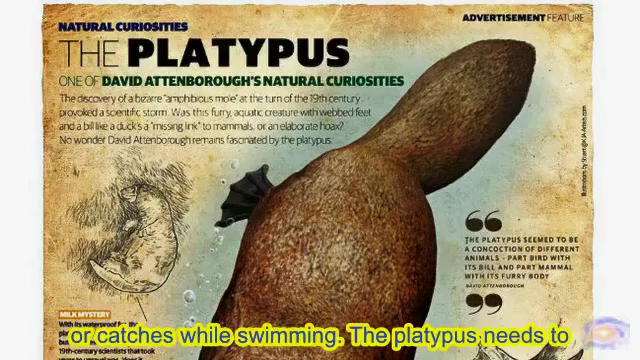 NATURAL CURIOSITIES
ADVERTISEMENT FEATURE
THE PLATYPUS
ONE OF DAVID ATTENBOROUGH'S NATURAL CURIOSITIES
The discovery of a bizarre "amphibious mole" at the turn of the 19th century
provoked a scientific storm. Was this furry, aquatic creature with webbed feet
and a bill like a duck's a "missing link" to mammals, or an elaborate hoax?
No wonder David Attenborough remains fascinated by the platypus.
“
THE PLATYPUS SEEMED TO BE
A CONCOCTION OF DIFFERENT
ANIMALS – PART BIRD WITH
ITS BILL AND PART MAMMAL
WITH ITS FURRY BODY
DAVID ATTENBOROUGH
”
MILK MYSTERY
With its waterproof
19th-century scientists that took
or catches while swimming. The platypus needs to